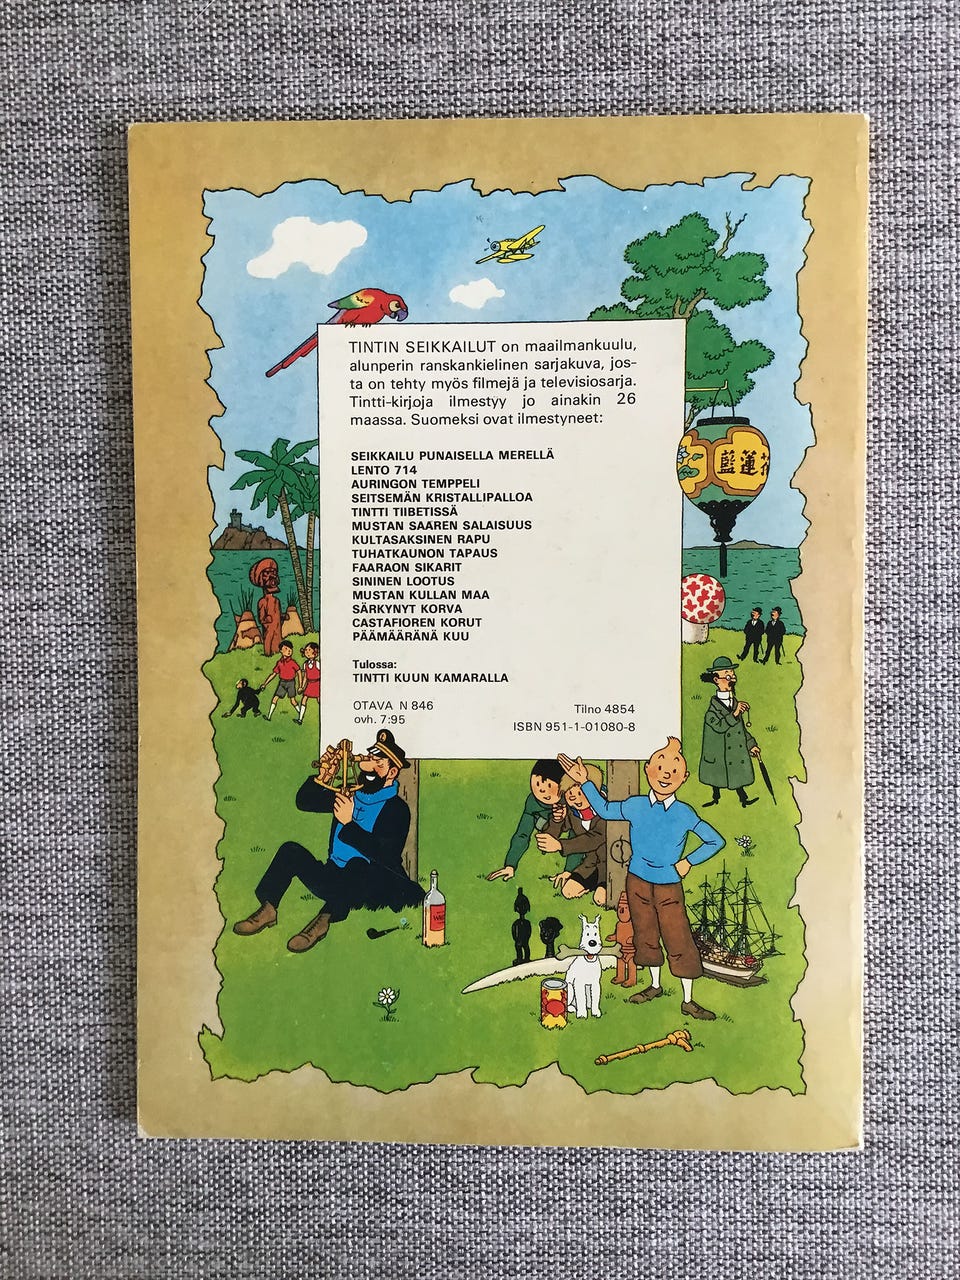 TINTIN SEIKKAILUT on maailmankuulu,
alunperin ranskankielinen sarjakuva, jos-
ta on tehty myös filmejä ja televisiosarja.
Tintti-kirjoja ilmestyy jo ainakin 26
maassa. Suomeksi ovat ilmestyneet:
SEIKKAILU PUNAISELLA MERELLÄ
LENTO 714
AURINGON TEMPPELI
SEITSEMÄN KRISTALLIPALLOA
TINTTI TIIBETISSÄ
MUSTAN SAAREN SALAISUUS
KULTASAKSINEN RAPU
TUHATKAUNON TAPAUS
FAARAON SIKARIT
SININEN LOOTUS
MUSTAN KULLAN MAA
SÄRKYNYT KORVA
CASTAFIOREN KORUT
PÄÄMÄÄRÄNÄ KUU
Tulossa:
TINTTI KUUN KAMARALLA
OTAVA N 846
ovh. 7:95
Tilno 4854
ISBN 951-1-01080-8
藍蓮